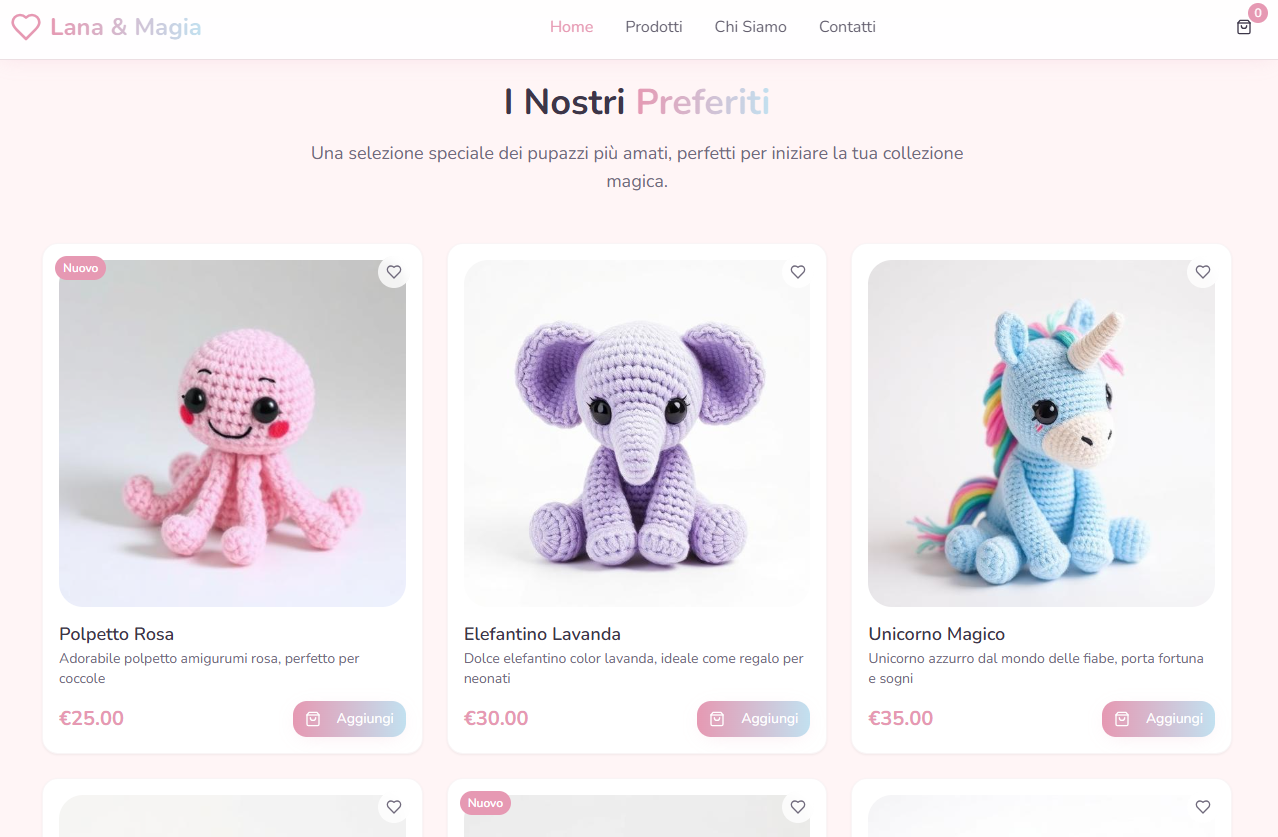 Lana & Magia
Home
Prodotti
Chi Siamo
Contatti
0
I Nostri Preferiti
Una selezione speciale dei pupazzi più amati, perfetti per iniziare la tua collezione
magica.
Nuovo
Polpetto Rosa
Adorabile polpetto amigurumi rosa, perfetto per
coccole
€25.00
Aggiungi
Elefantino Lavanda
Dolce elefantino color lavanda, ideale come regalo per
neonati
€30.00
Aggiungi
Unicorno Magico
Unicorno azzurro dal mondo delle fiabe, porta fortuna
e sogni
€35.00
Aggiungi
Nuovo